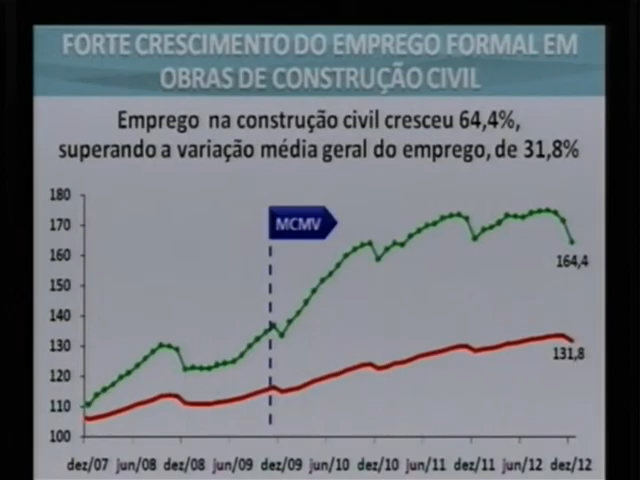 FORTE CRESCIMENTO DO EMPREGO FORMAL EM
OBRAS DE CONSTRUÇÃO CIVIL
Emprego na construção civil cresceu 64,4%,
superando a variação média geral do emprego, de 31,8%
180
170
160
150
140
130
120
110
100
MCMV
164,4
131,8
dez/07 jun/08 dez/08 jun/09 dez/09 jun/10 dez/10 jun/11 dez/11 jun/12 dez/12